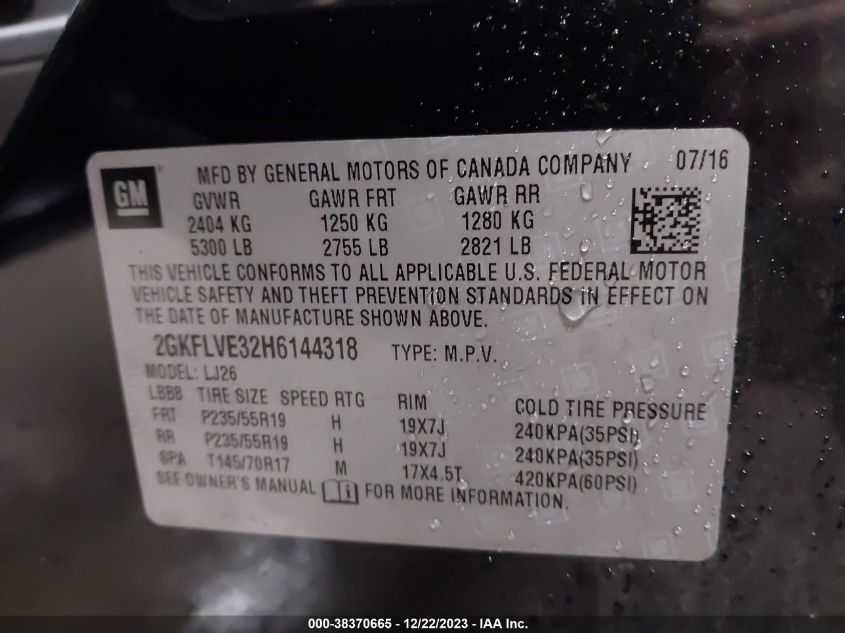 GM
MFD BY GENERAL MOTORS OF CANADA COMPANY 07/16
GVWR GAWR FRT GAWR RR
2404 KG 1250 KG 1280 KG
5300 LB 2755 LB 2821 LB
THIS VEHICLE CONFORMS TO ALL APPLICABLE U.S. FEDERAL MOTOR
VEHICLE SAFETY AND THEFT PREVENTION STANDARDS IN EFFECT ON
THE DATE OF MANUFACTURE SHOWN ABOVE.
2GKFLVE32H6144318 TYPE: M.P.V.
MODEL: LJ26
LBBB TIRE SIZE SPEED RTG RIM COLD TIRE PRESSURE
FRT P235/55R19 H 19X7J 240KPA(35PSI)
RR P235/55R19 H 19X7J 240KPA(35PSI)
SPA T145/70R17 M 17X4.5T 420KPA(60PSI)
SEE OWNER'S MANUAL FOR MORE INFORMATION.
000-38370665 - 12/22/2023 - IAA Inc.